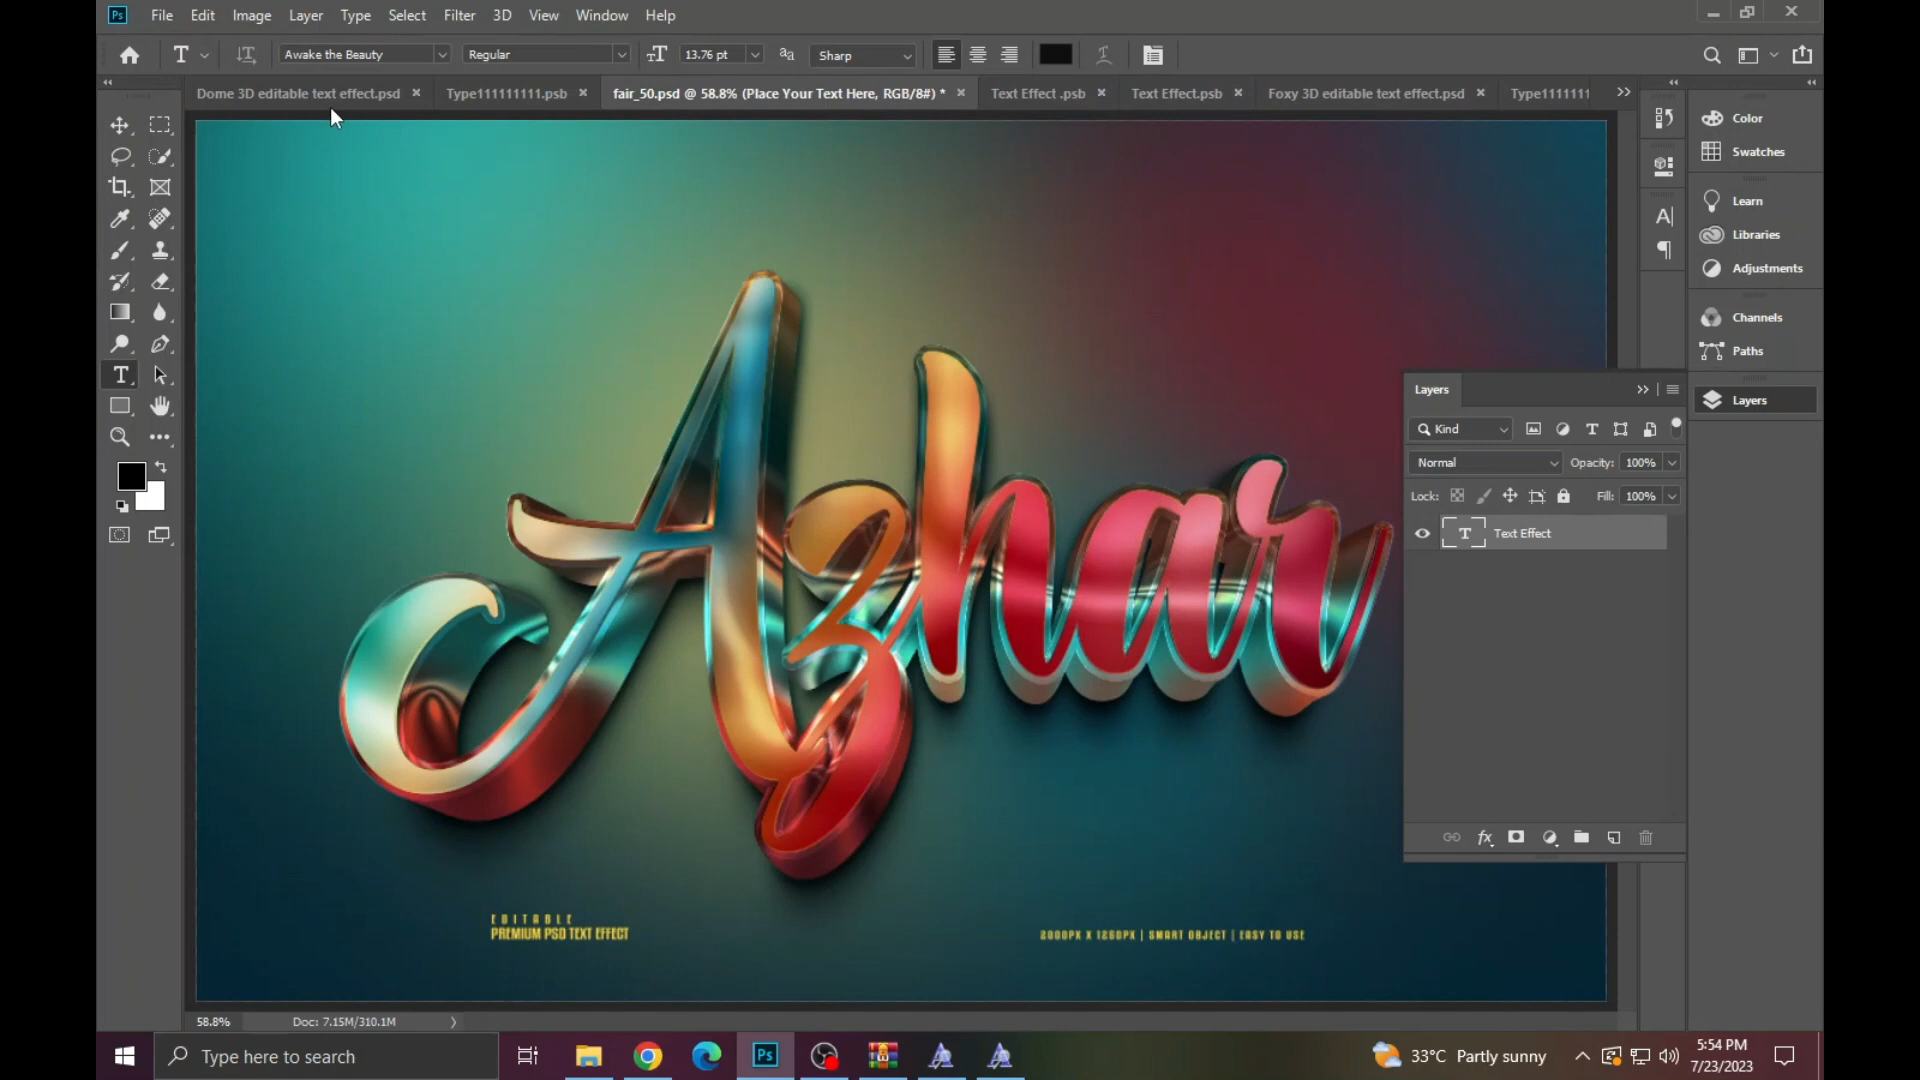 Ps File Edit Image Layer Type Select Filter 3D View Window Help
T Awake the Beauty Regular 13.76 pt aa Sharp
Dome 3D editable text effect.psd × Type111111111.psb × fair_50.psd @ 58.8% (Place Your Text Here, RGB/8#) * × Text Effect .psb × Text Effect.psb × Foxy 3D editable text effect.psd × Type1111111
Color
Swatches
Learn
Libraries
Adjustments
Channels
Paths
Layers
Azhar
Layers
Kind
Normal Opacity: 100%
Lock: Fill: 100%
T Text Effect
fx
EDITABLE
PREMIUM PSD TEXT EFFECT
2000PX X 1250PX | SMART OBJECT | EASY TO USE
58.8% Doc: 7.15M/310.1M
Type here to search
Ps
33°C Partly sunny
5:54 PM
7/23/2023